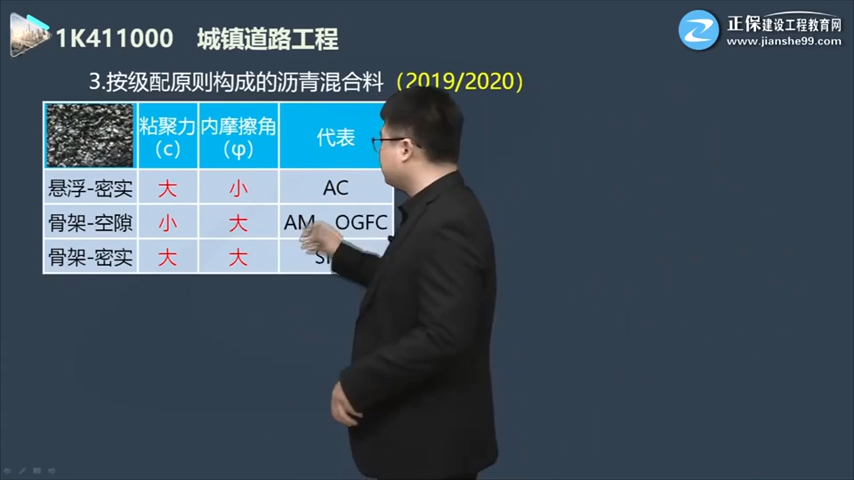 1K411000 城镇道路工程
正保建设工程教育网
www.jianshe99.com
3.按级配原则构成的沥青混合料（2019/2020）
粘聚力（c） 内摩擦角（φ） 代表
悬浮-密实 大 小 AC
骨架-空隙 小 大 AM OGFC
骨架-密实 大 大